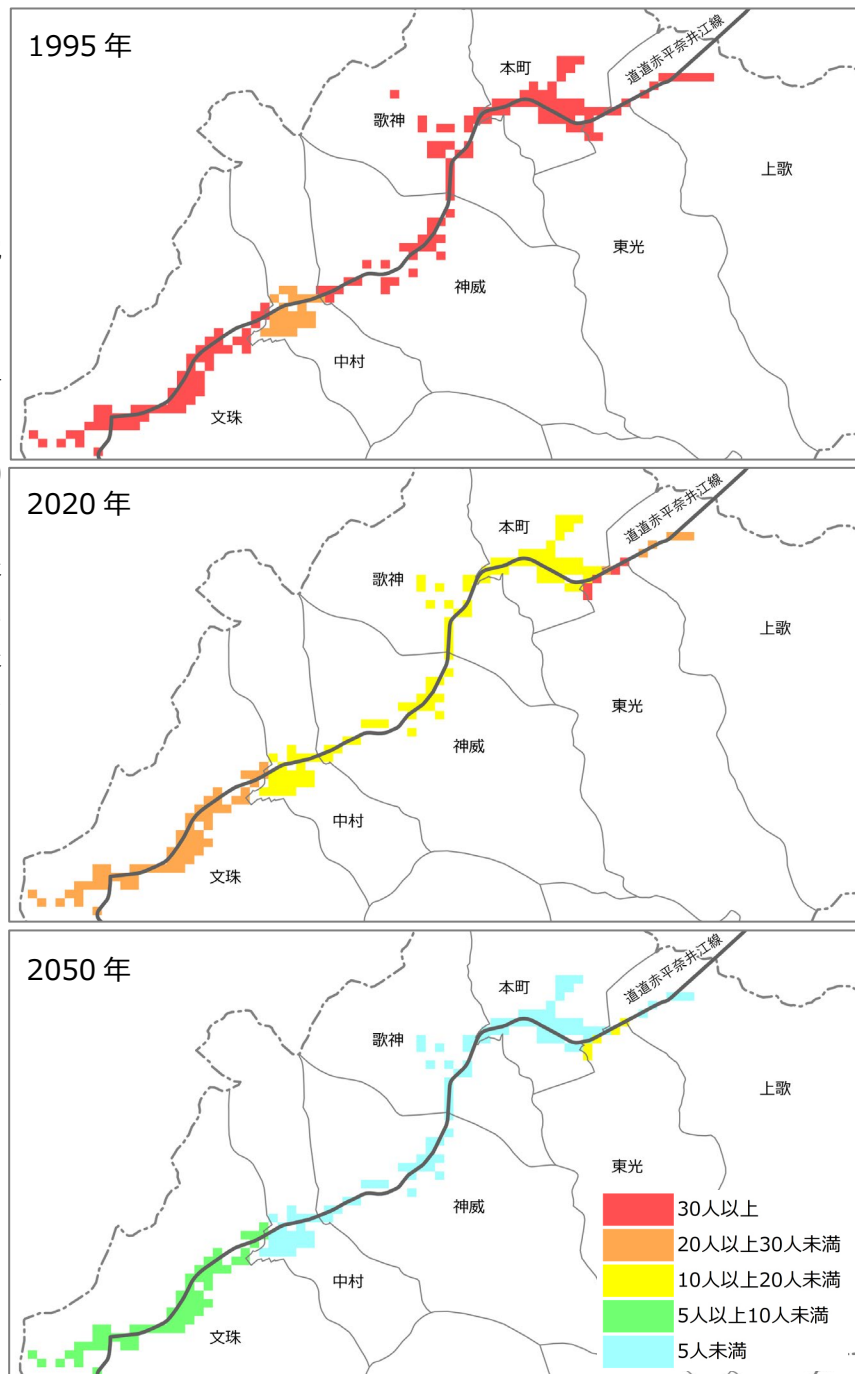 1995 年
本町
道道赤平奈井江線
歌神
上歌
東光
神威
中村
文珠
2020 年
本町
道道赤平奈井江線
歌神
上歌
東光
神威
中村
文珠
2050 年
本町
道道赤平奈井江線
歌神
上歌
東光
神威
中村
文珠
30人以上
20人以上30人未満
10人以上20人未満
5人以上10人未満
5人未満